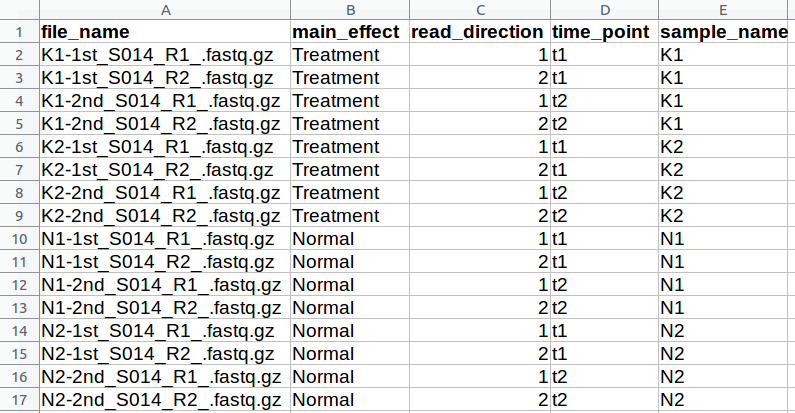 A B C D E
1 file_name main_effect read_direction time_point sample_name
2 K1-1st_S014_R1_.fastq.gz Treatment 1 t1 K1
3 K1-1st_S014_R2_.fastq.gz Treatment 2 t1 K1
4 K1-2nd_S014_R1_.fastq.gz Treatment 1 t2 K1
5 K1-2nd_S014_R2_.fastq.gz Treatment 2 t2 K1
6 K2-1st_S014_R1_.fastq.gz Treatment 1 t1 K2
7 K2-1st_S014_R2_.fastq.gz Treatment 2 t1 K2
8 K2-2nd_S014_R1_.fastq.gz Treatment 1 t2 K2
9 K2-2nd_S014_R2_.fastq.gz Treatment 2 t2 K2
10 N1-1st_S014_R1_.fastq.gz Normal 1 t1 N1
11 N1-1st_S014_R2_.fastq.gz Normal 2 t1 N1
12 N1-2nd_S014_R1_.fastq.gz Normal 1 t2 N1
13 N1-2nd_S014_R2_.fastq.gz Normal 2 t2 N1
14 N2-1st_S014_R1_.fastq.gz Normal 1 t1 N2
15 N2-1st_S014_R2_.fastq.gz Normal 2 t1 N2
16 N2-2nd_S014_R1_.fastq.gz Normal 1 t2 N2
17 N2-2nd_S014_R2_.fastq.gz Normal 2 t2 N2